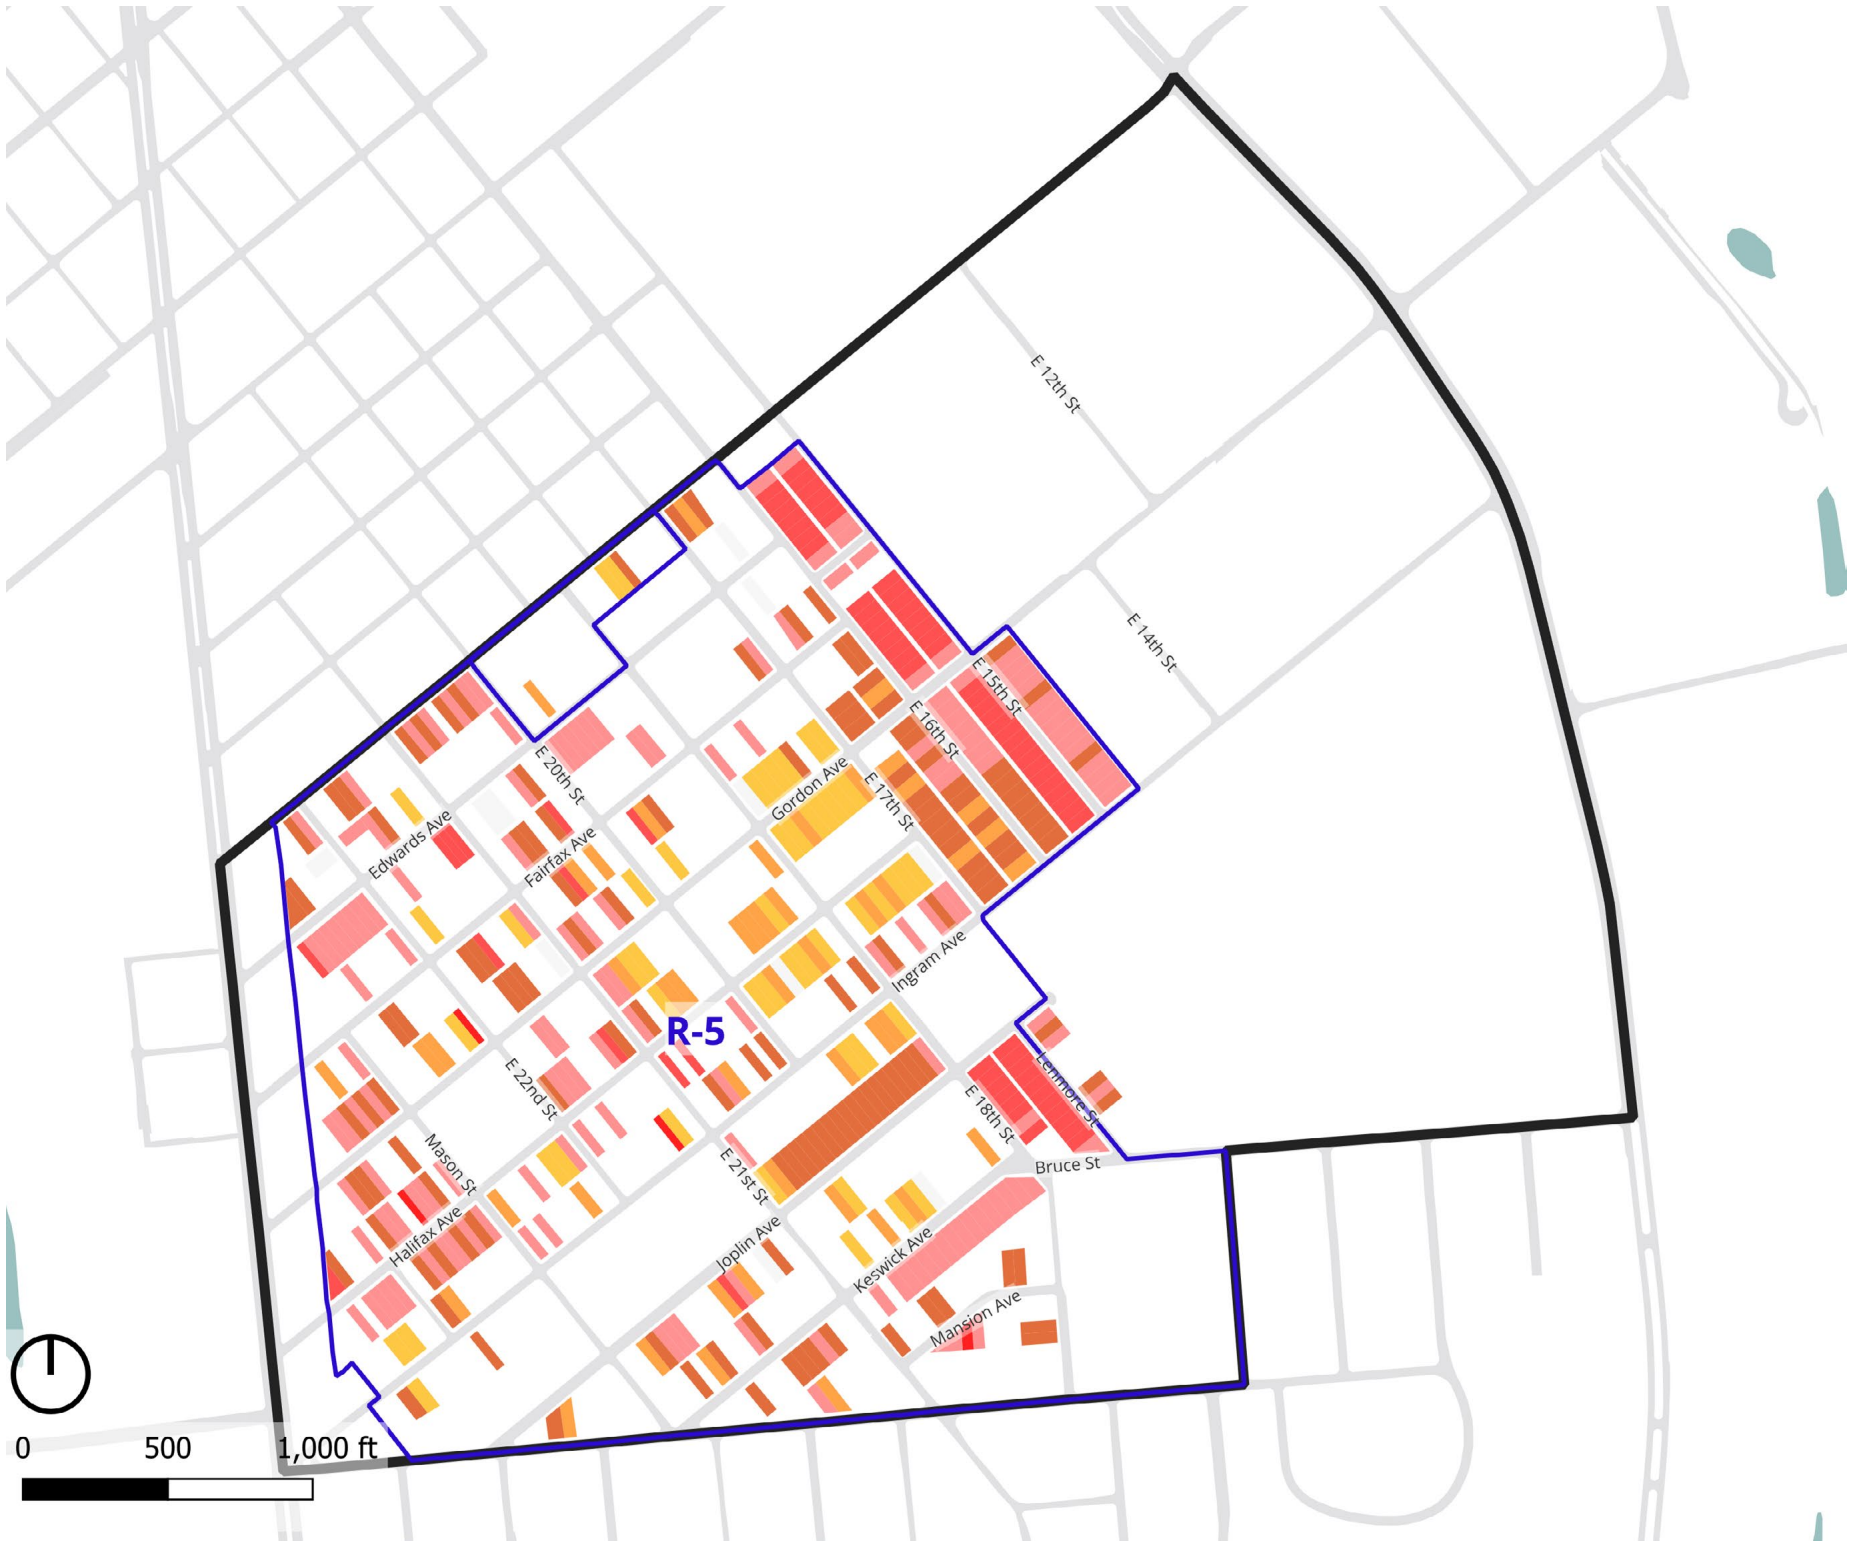 E 12th St
E 14th St
E 15th St
E 16th St
E 20th St
Gordon Ave
E 17th St
Edwards Ave
Fairfax Ave
Ingram Ave
R-5
E 22nd St
Lenmore St
E 18th St
Mason St
E 21st St
Bruce St
Halifax Ave
Joplin Ave
Keswick Ave
Mansion Ave
0 500 1,000 ft